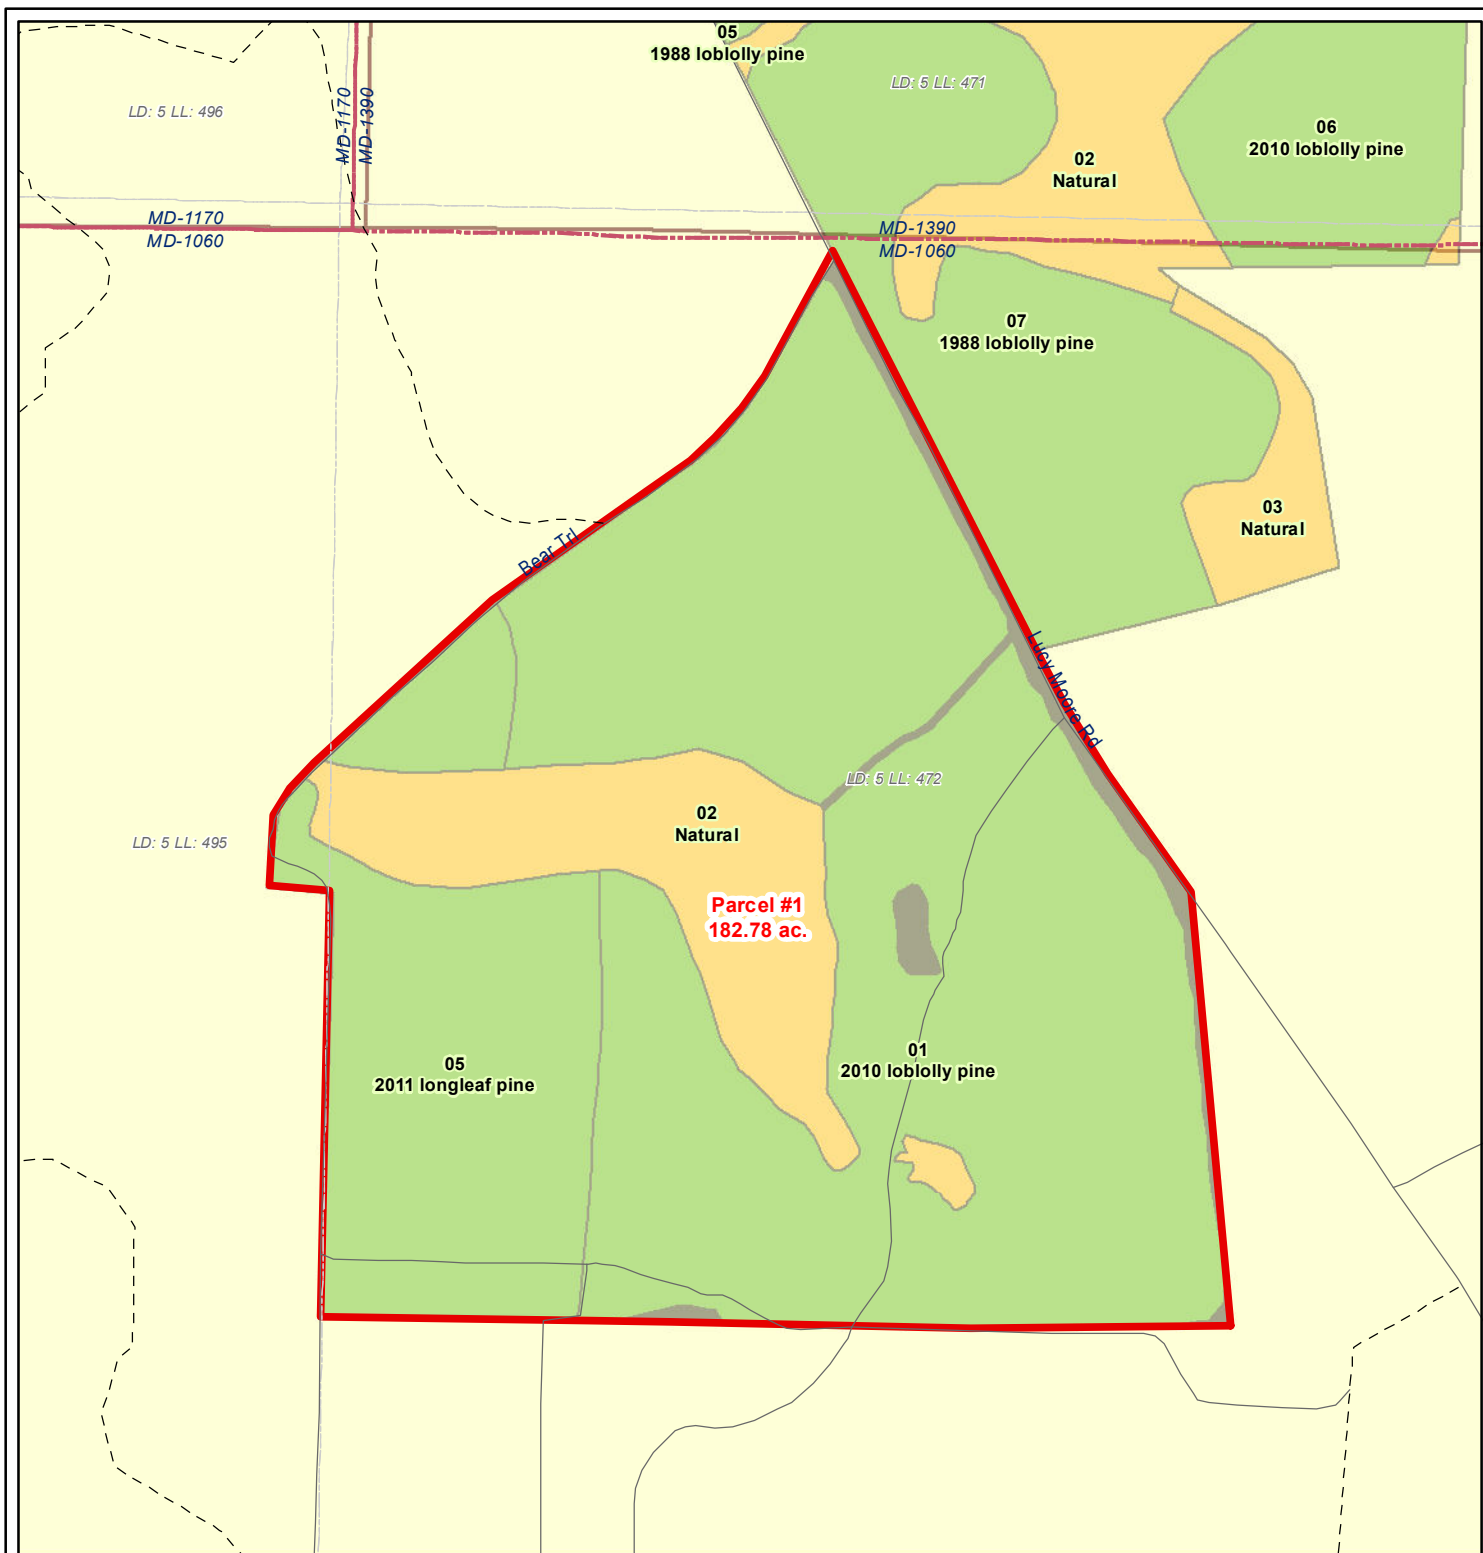 05
1988 loblolly pine
LD: 5 LL: 471
LD: 5 LL: 496
MD-1170
MD-1390
06
2010 loblolly pine
02
Natural
MD-1170
MD-1060
MD-1390
MD-1060
07
1988 loblolly pine
03
Natural
Bear Trl
Lucy Moore Rd
LD: 5 LL: 472
02
Natural
LD: 5 LL: 495
Parcel #1
182.78 ac.
01
2010 loblolly pine
05
2011 longleaf pine